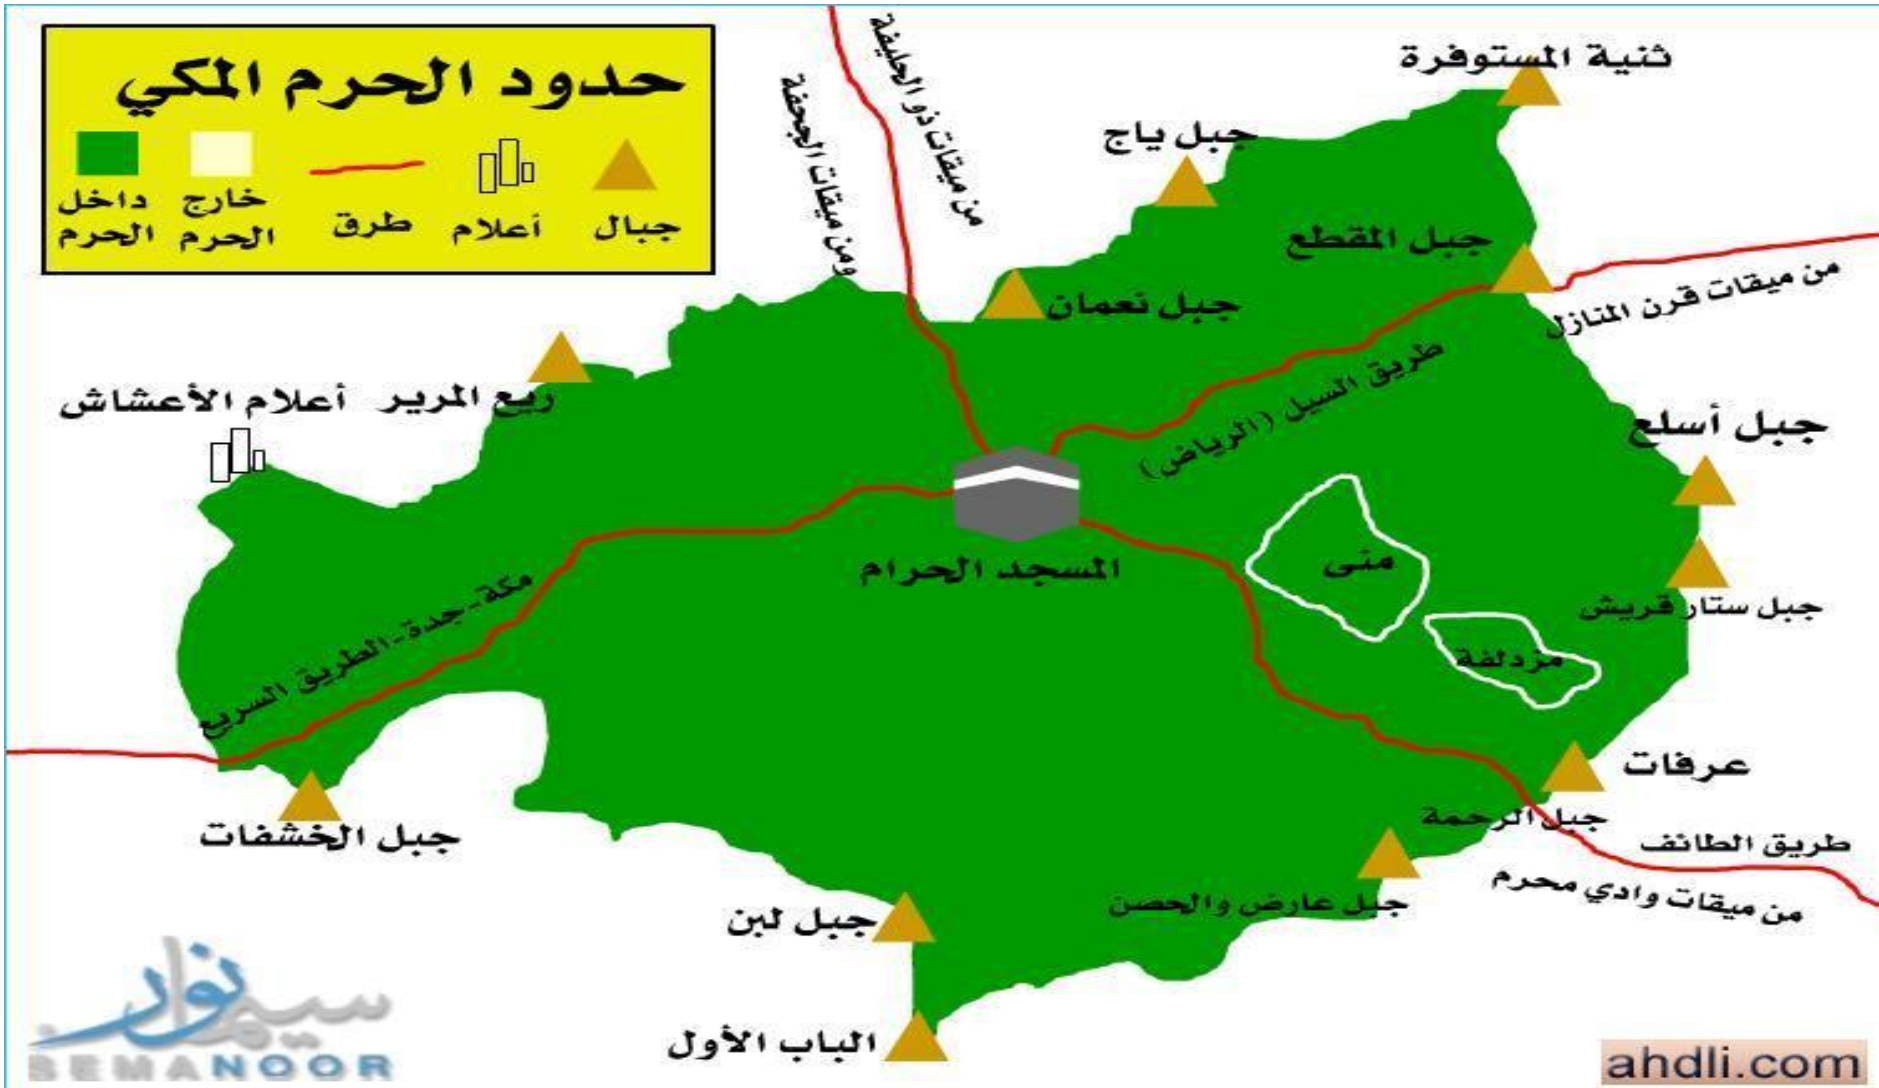 حدود الحرم المكي
جبال
أعلام
طرق
خارج
الحرم
داخل
الحرم
ثنية المستوفرة
من ميقات ذو الحليفة
ومن ميقات الجحفة
جبل ياج
جبل المقطع
من ميقات قرن المنازل
جبل نعمان
طريق السيل (الرياض)
ريع المرير
أعلام الأعشاش
جبل أسلع
منى
المسجد الحرام
جبل ستار قريش
مزدلفة
مكة-جدة-الطريق السريع
عرفات
جبل الرحمة
طريق الطائف
من ميقات وادي محرم
جبل الخشفات
جبل عارض والحصن
جبل لبن
الباب الأول
سيما نور
SEMANOOR
ahdli.com